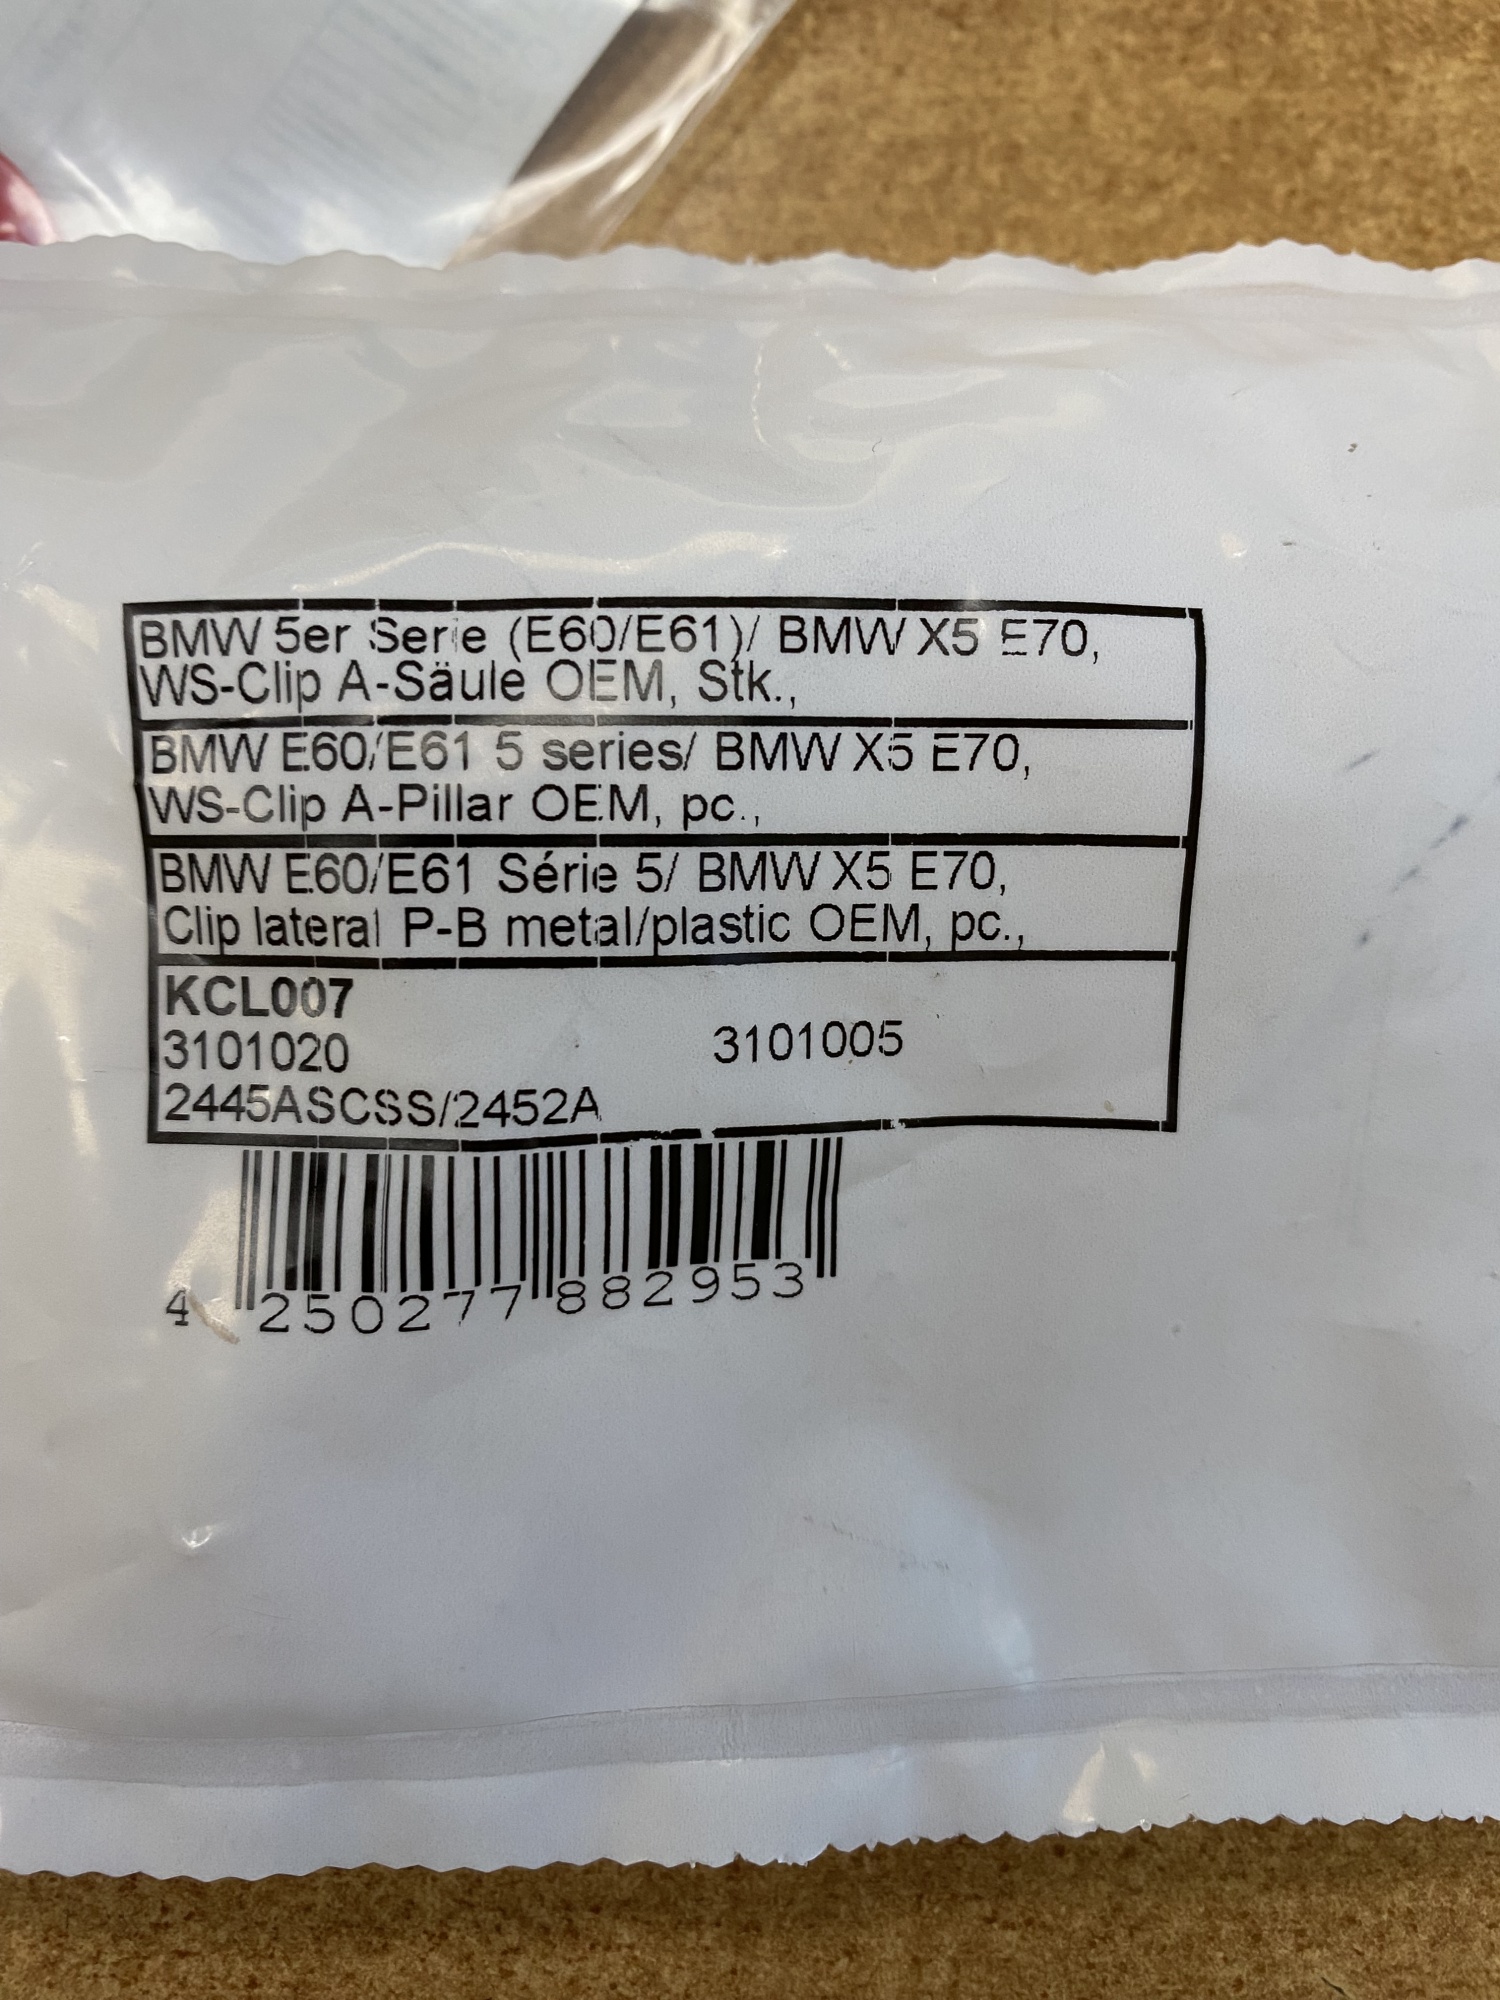 BMW 5er Serie (E60/E61)/ BMW X5 E70,
WS-Clip A-Säule OEM, Stk.,
BMW E60/E61 5 series/ BMW X5 E70,
WS-Clip A-Pillar OEM, pc.,
BMW E60/E61 Série 5/ BMW X5 E70,
Clip lateral P-B metal/plastic OEM, pc.,
KCL007
3101020 3101005
2445ASCSS/2452A
4 250277 882953